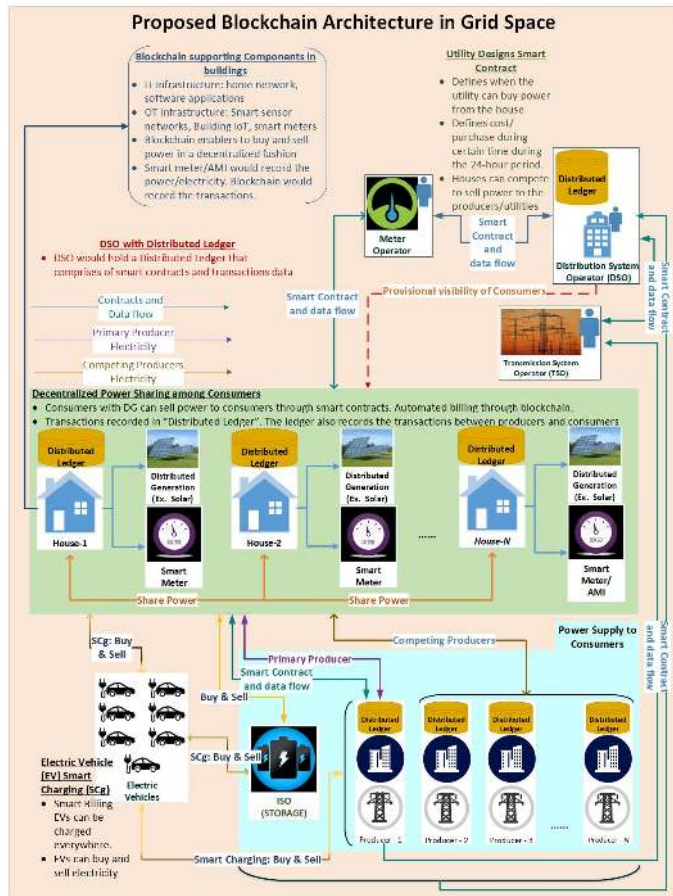 Proposed Blockchain Architecture in Grid Space
Blockchain supporting Components in
buildings
• IT Infrastructure: home network,
software applications
• OT Infrastructure: Smart sensor
networks, Building IoT, smart meters
• Blockchain enablers to buy and sell
power in a decentralized fashion
• Smart meter/AMI would record the
power/electricity. Blockchain would
record the transactions.
Utility Designs Smart
Contract
• Defines when the
utility can buy power
from the house
• Defines cost/
purchase during
certain time during
the 24-hour period.
• Houses can compete
to sell power to the
producers/utilities
Distributed
Ledger
Distribution System
Operator (DSO)
Meter
Operator
Smart
Contract
and data
flow
DSO with Distributed Ledger
• DSO would hold a Distributed Ledger that
comprises of smart contracts and transactions data
Contracts and
Data flow
Primary Producer
Electricity
Competing Producers
Electricity
Smart Contract
and data flow
Provisional visibility of Consumers
Transmission System
Operator (TSO)
Smart Contract
and data flow
Decentralized Power Sharing among Consumers
• Consumers with DG can sell power to consumers through smart contracts. Automated billing through blockchain.
• Transactions recorded in "Distributed Ledger". The ledger also records the transactions between producers and consumers
Distributed
Ledger
House-1
Distributed
Generation
(Ex. Solar)
Smart
Meter
Distributed
Ledger
House-2
Distributed
Generation
(Ex. Solar)
Smart
Meter
......
Distributed
Ledger
House-N
Distributed
Generation
(Ex. Solar)
Smart
Meter/
AMI
Share Power
Share Power
SCg: Buy
& Sell
Competing Producers
Power Supply to
Consumers
Primary Producer
Smart Contract
and data flow
Buy & Sell
Smart Contract
and data flow
Electric
Vehicles
SCg: Buy
& Sell
ISO
(STORAGE)
Distributed
Ledger
Producer - 1
Distributed
Ledger
Producer - 2
Distributed
Ledger
Producer - 3
......
Distributed
Ledger
Producer - N
Electric Vehicle
(EV) Smart
Charging (SCg)
• Smart Billing
EVs can be
charged
everywhere.
• EVs can buy and
sell electricity
Smart Charging: Buy & Sell